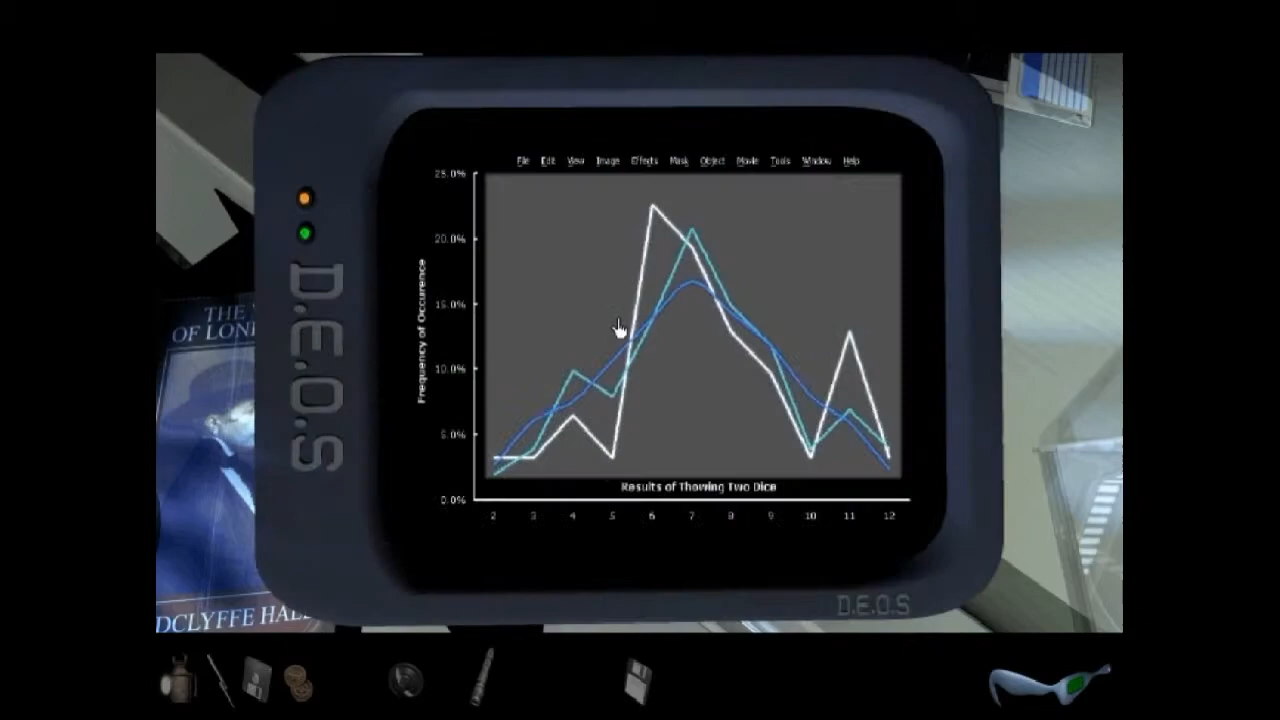 File Edit View Image Effects Mask Object Movie Tools Window Help
25.0%
20.0%
15.0%
10.0%
5.0%
0.0%
Frequency of Occurence
Results of Thowing Two Dice
2 3 4 5 6 7 8 9 10 11 12
D.E.O.S
D.E.O.S
THE
OF LON
DCLYFFE HAL